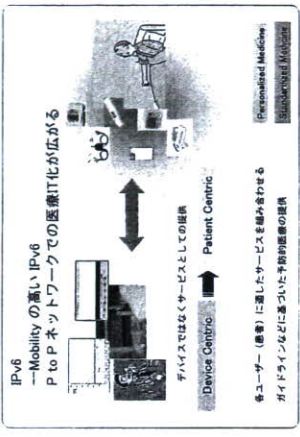 IPv6
―Mobility の高い IPv6
P to P ネットワークでの医療IT化が広がる
デバイスではなくサービスとしての提供
Device Centric
Patient Centric
各ユーザー（患者）に適したサービスを組み合わせる
ガイドラインなどに基づいた予防的医療の提供
Personalized Medicine
Standardized Medicine